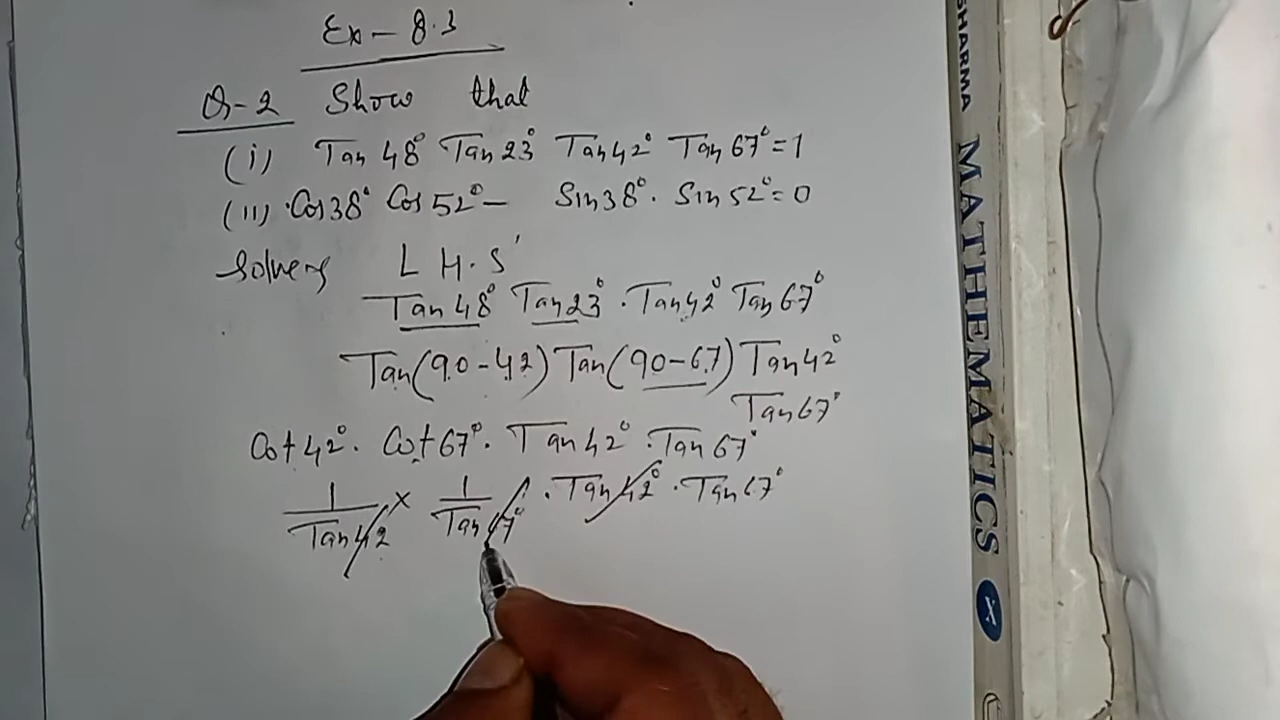 Ex - 8.3
Q-2 Show that
(i) Tan 48° Tan 23° Tan 42° Tan 67° = 1
(ii) Cos 38° Cos 52° - Sin 38° . Sin 52° = 0
L H.S
Tan 48° Tan 23° . Tan 42° Tan 67°
Tan (90-42) Tan (90-67) Tan 42°
Tan 67°
Cot 42° . Cot 67° . Tan 42° . Tan 67°
1/Tan 42 × 1/Tan 67° . Tan 42° . Tan 67°
SHARMA MATHEMATICS X